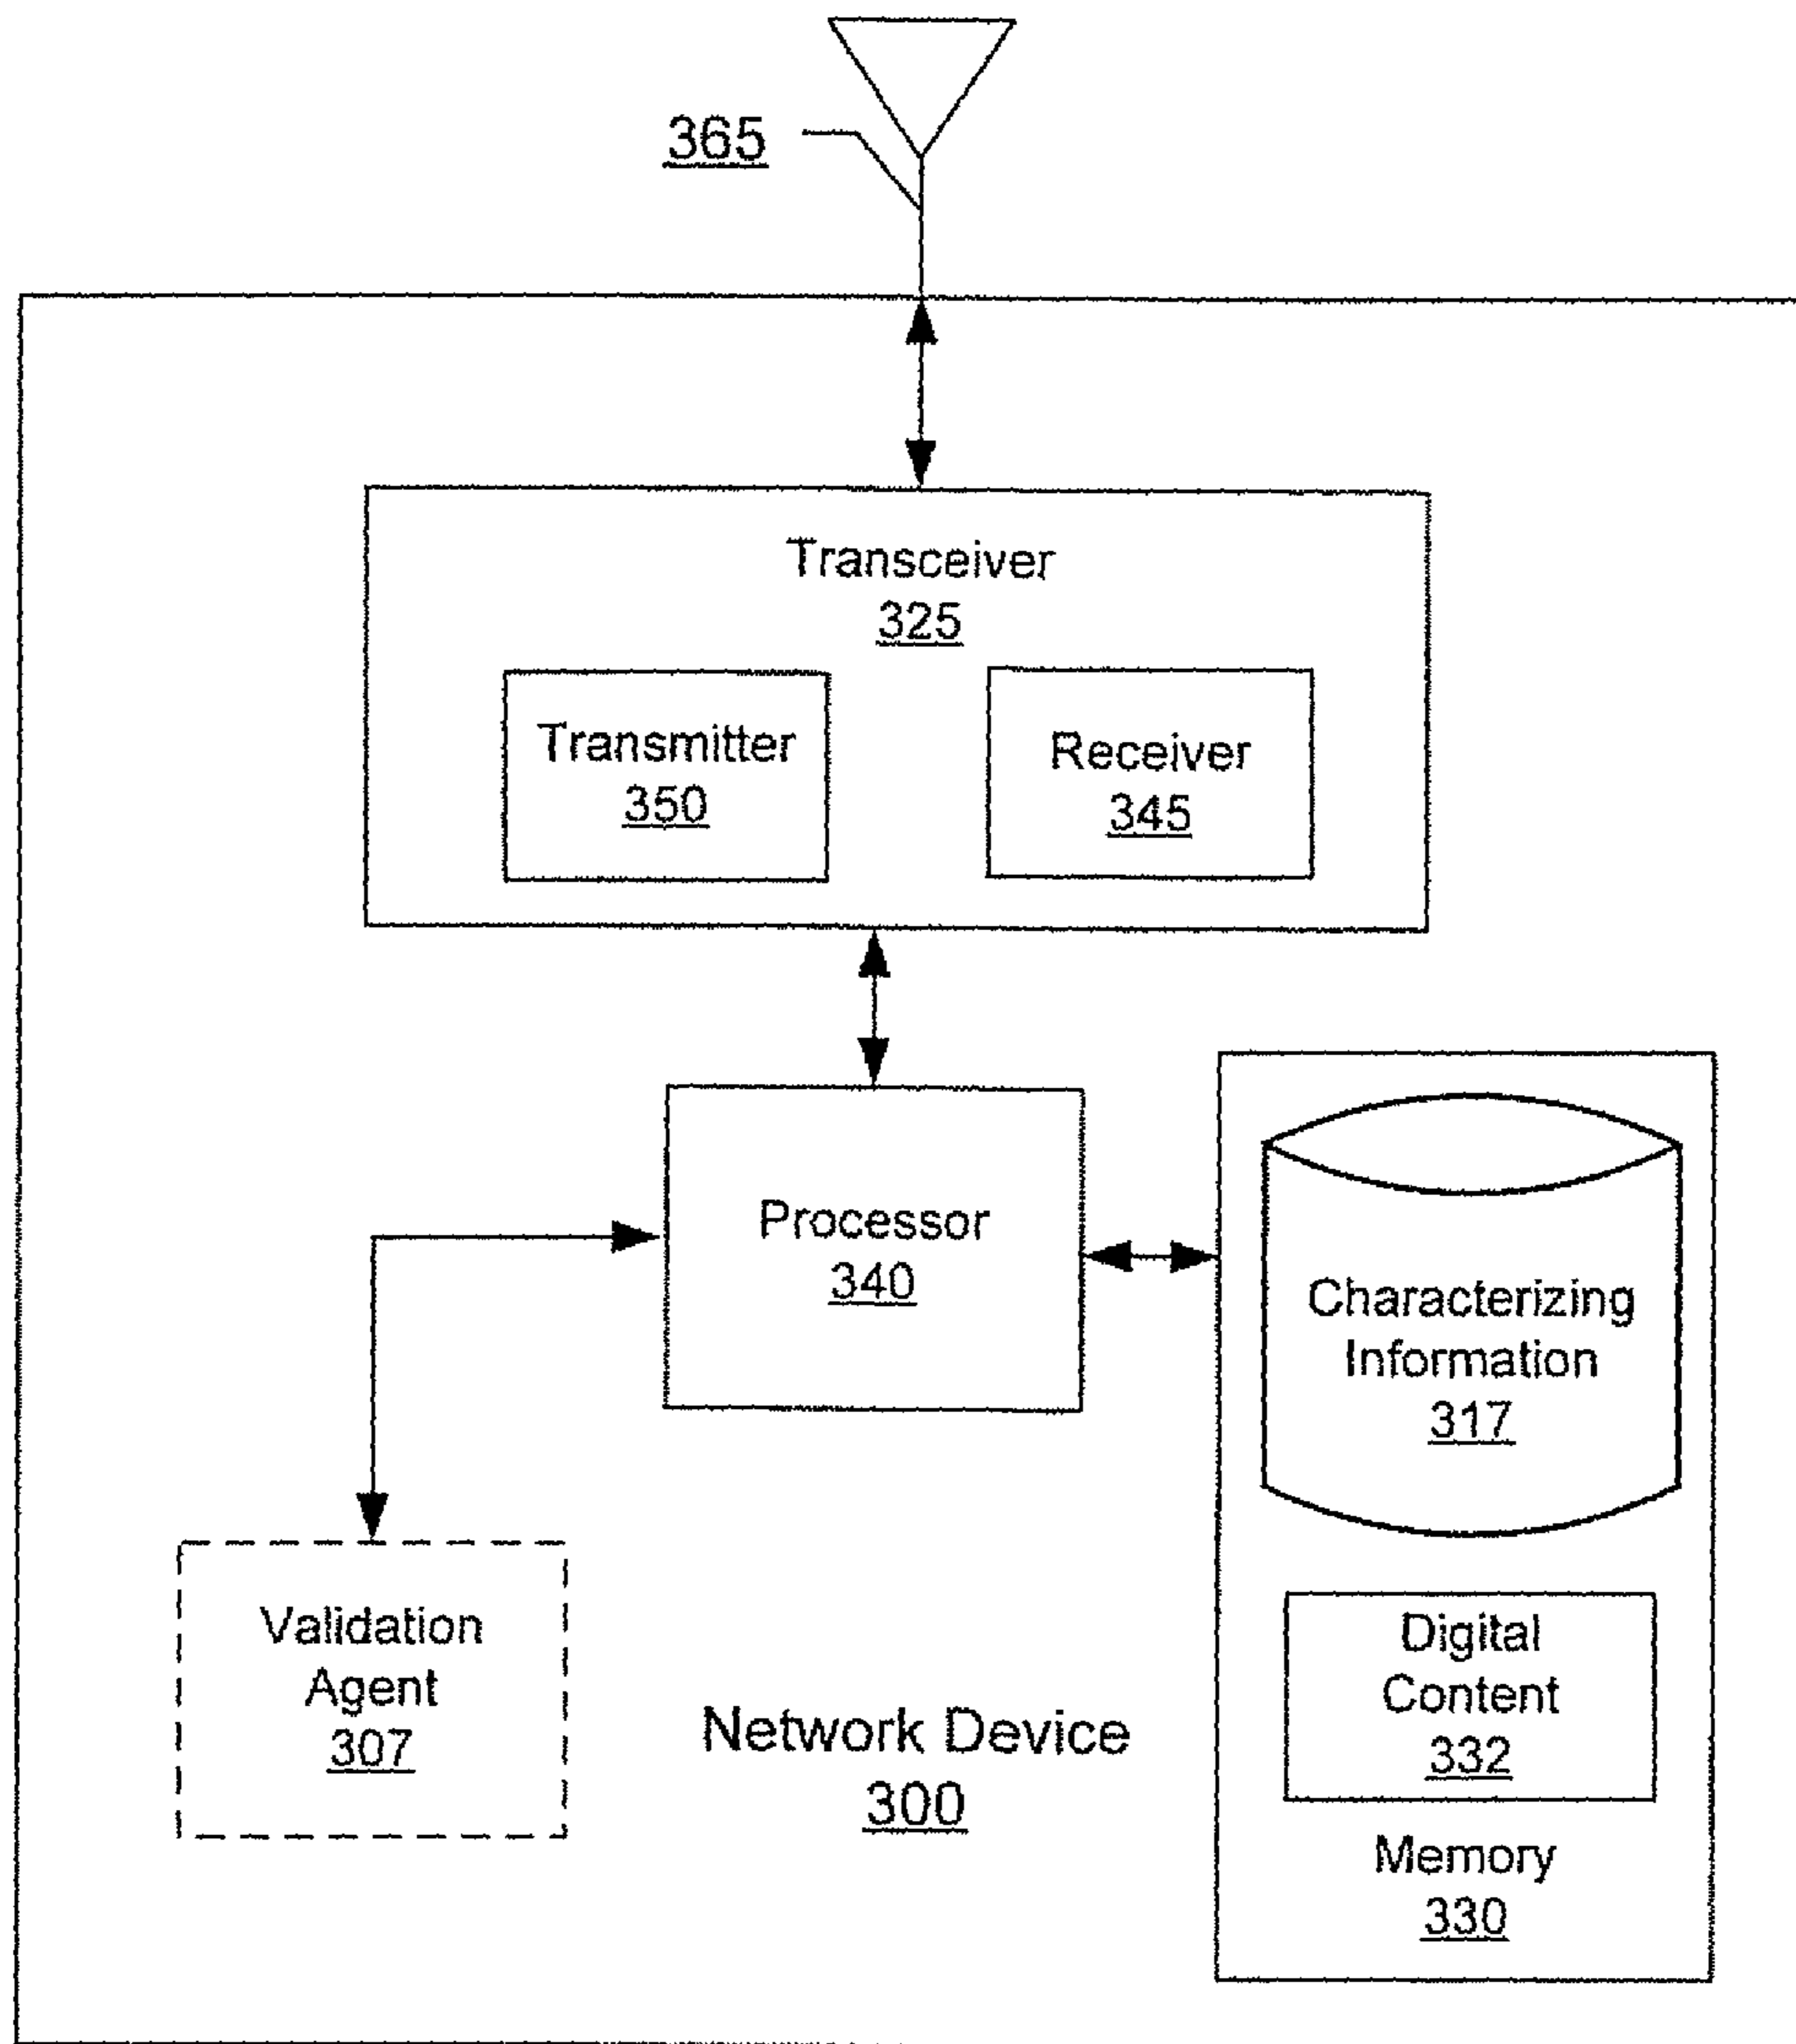 365
Transceiver
325
Transmitter
350
Receiver
345
Processor
340
Characterizing
Information
317
Digital
Content
332
Memory
330
Validation
Agent
307
Network Device
300